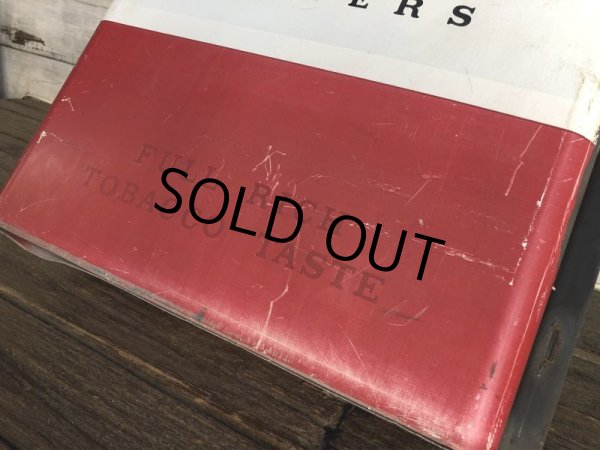 ERS
FULL RICH
TOBACCO TASTE —
SOLD OUT